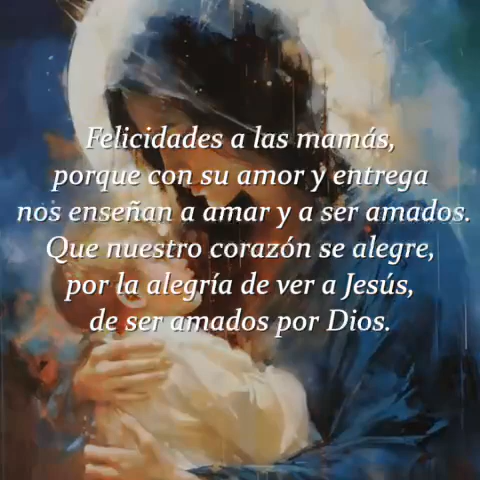 Felicidades a las mamás,
porque con su amor y entrega
nos enseñan a amar y a ser amados.
Que nuestro corazón se alegre,
por la alegría de ver a Jesús,
de ser amados por Dios.